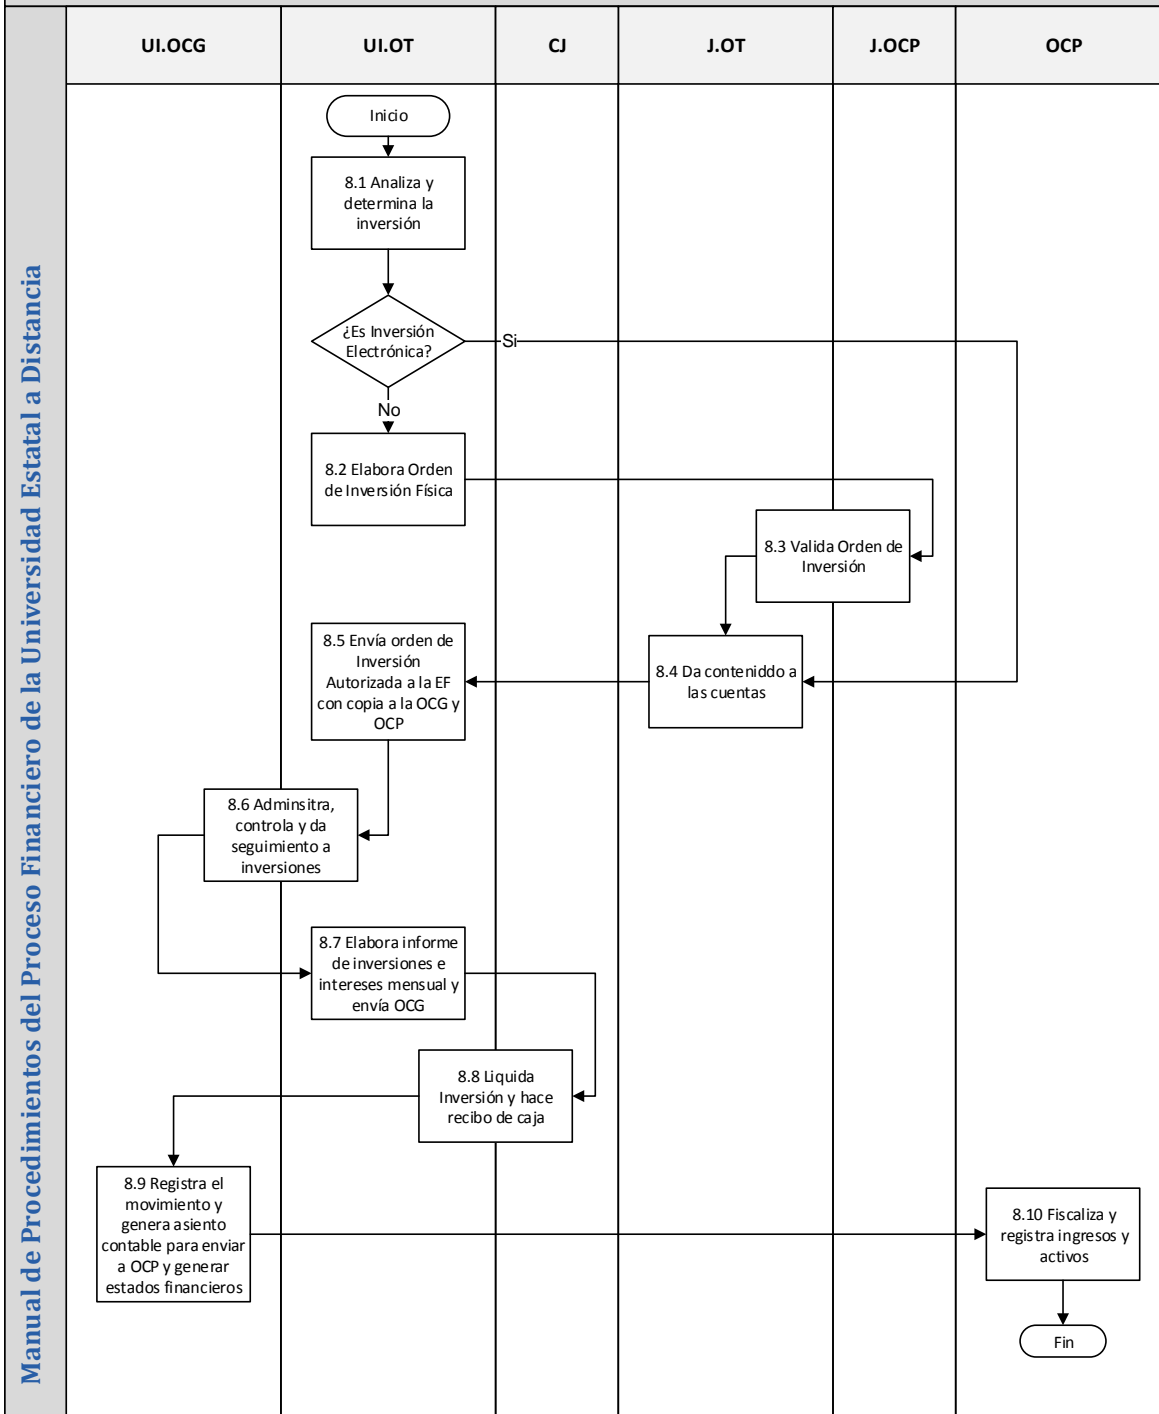 Manual de Procedimientos del Proceso Financiero de la Universidad Estatal a Distancia
UI.OCG
UI.OT
CJ
J.OT
J.OCP
OCP
Inicio
8.1 Analiza y
determina la
inversión
¿Es Inversión
Electrónica?
Si
No
8.2 Elabora Orden
de Inversión Física
8.3 Valida Orden de
Inversión
8.4 Da conteniddo a
las cuentas
8.5 Envía orden de
Inversión
Autorizada a la EF
con copia a la OCG y
OCP
8.6 Adminsitra,
controla y da
seguimiento a
inversiones
8.7 Elabora informe
de inversiones e
intereses mensual y
envía OCG
8.8 Liquida
Inversión y hace
recibo de caja
8.9 Registra el
movimiento y
genera asiento
contable para enviar
a OCP y generar
estados financieros
8.10 Fiscaliza y
registra ingresos y
activos
Fin